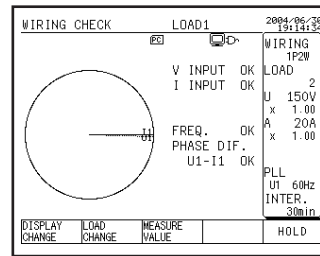 WIRING CHECK
LOAD1
2004/06/30
19:14:34
PC
V INPUT OK
I INPUT OK
FREQ. OK
PHASE DIF.
U1-I1 OK
I1
U1
WIRING
1P2W
LOAD
2
U 150V
x 1.00
A 20A
x 1.00
PLL
U1 60Hz
INTER.
30min
DISPLAY CHANGE
LOAD CHANGE
MEASURE VALUE
HOLD